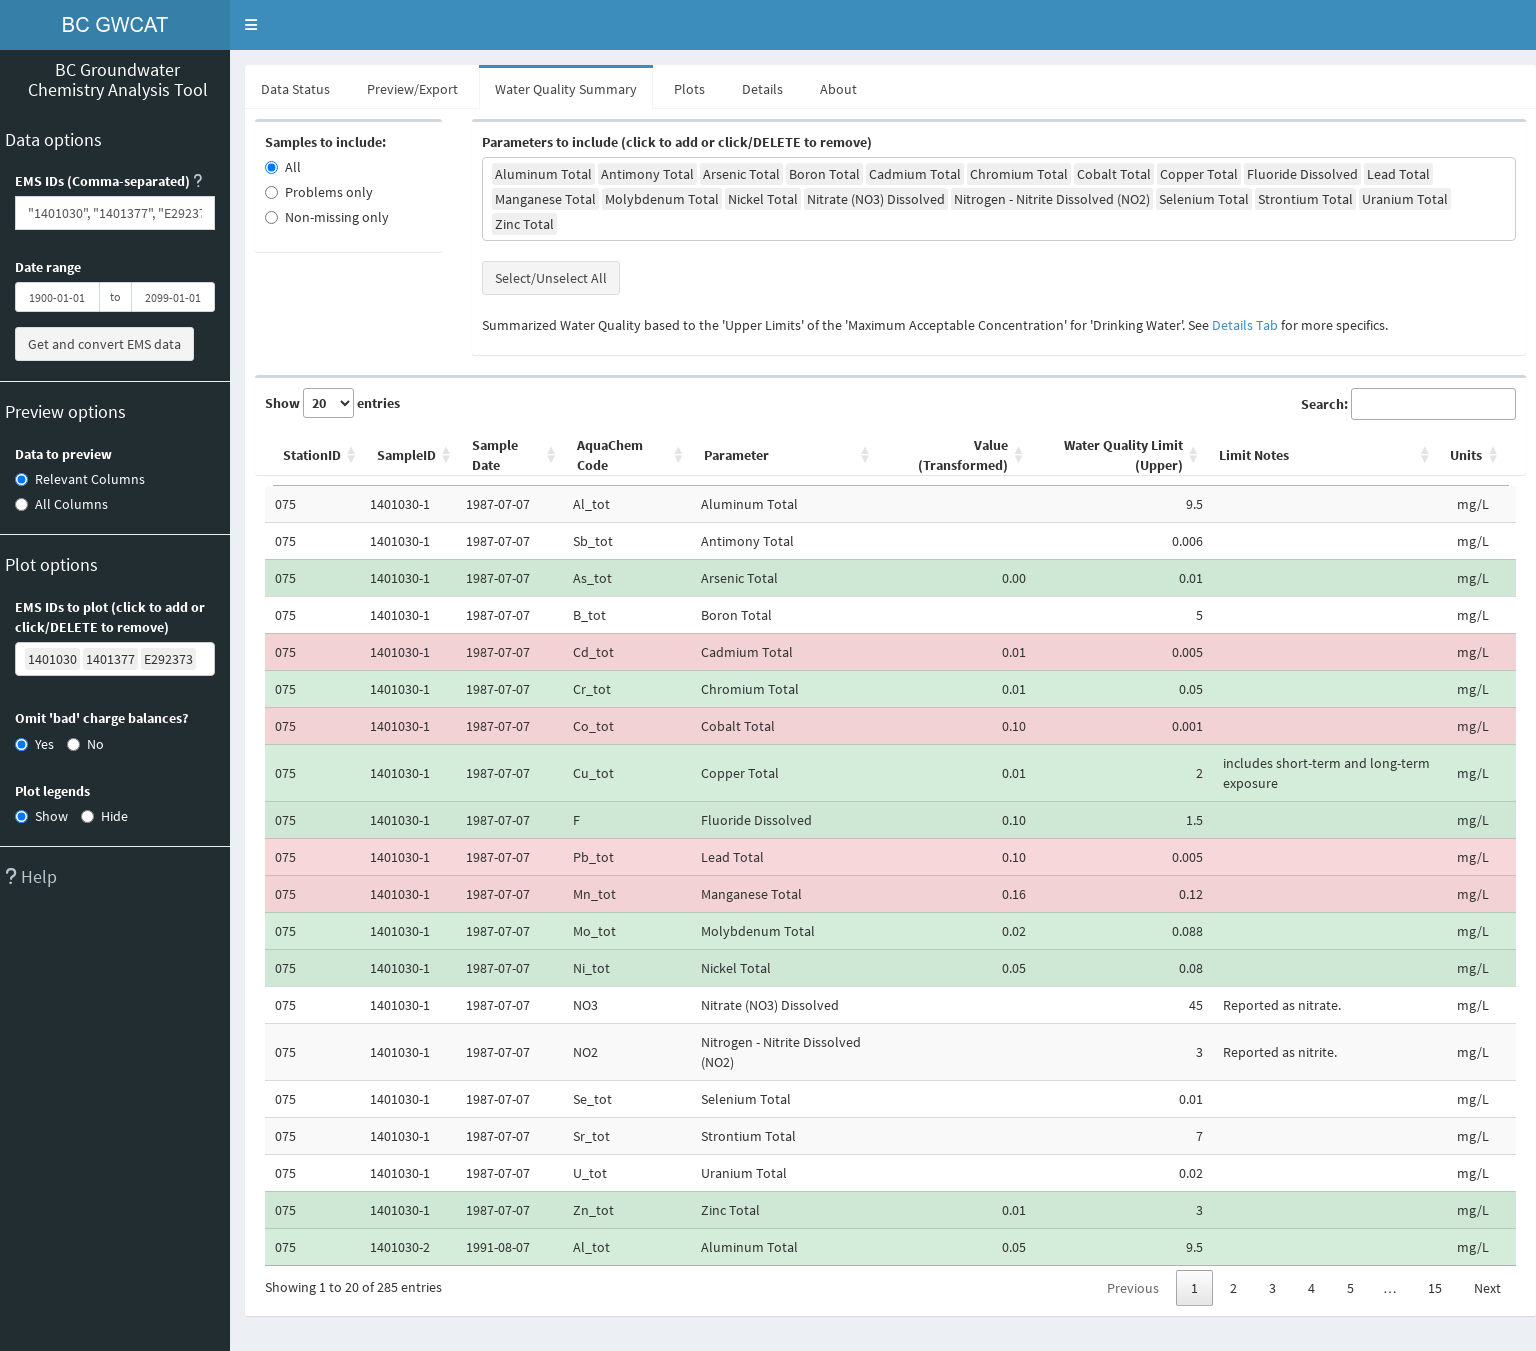 BC GWCAT
BC Groundwater
Chemistry Analysis Tool
Data options
EMS IDs (Comma-separated) ?
"1401030", "1401377", "E29237
Date range
1900-01-01 to 2099-01-01
Get and convert EMS data
Preview options
Data to preview
Relevant Columns
All Columns
Plot options
EMS IDs to plot (click to add or
click/DELETE to remove)
1401030 1401377 E292373
Omit 'bad' charge balances?
Yes No
Plot legends
Show Hide
? Help
Data Status Preview/Export Water Quality Summary Plots Details About
Samples to include:
All
Problems only
Non-missing only
Parameters to include (click to add or click/DELETE to remove)
Aluminum Total Antimony Total Arsenic Total Boron Total Cadmium Total Chromium Total Cobalt Total Copper Total Fluoride Dissolved Lead Total
Manganese Total Molybdenum Total Nickel Total Nitrate (NO3) Dissolved Nitrogen - Nitrite Dissolved (NO2) Selenium Total Strontium Total Uranium Total
Zinc Total
Select/Unselect All
Summarized Water Quality based to the 'Upper Limits' of the 'Maximum Acceptable Concentration' for 'Drinking Water'. See Details Tab for more specifics.
Show 20 entries Search:
StationID SampleID Sample Date AquaChem Code Parameter Value (Transformed) Water Quality Limit (Upper) Limit Notes Units
075 1401030-1 1987-07-07 Al_tot Aluminum Total 9.5 mg/L
075 1401030-1 1987-07-07 Sb_tot Antimony Total 0.006 mg/L
075 1401030-1 1987-07-07 As_tot Arsenic Total 0.00 0.01 mg/L
075 1401030-1 1987-07-07 B_tot Boron Total 5 mg/L
075 1401030-1 1987-07-07 Cd_tot Cadmium Total 0.01 0.005 mg/L
075 1401030-1 1987-07-07 Cr_tot Chromium Total 0.01 0.05 mg/L
075 1401030-1 1987-07-07 Co_tot Cobalt Total 0.10 0.001 mg/L
075 1401030-1 1987-07-07 Cu_tot Copper Total 0.01 2 includes short-term and long-term exposure mg/L
075 1401030-1 1987-07-07 F Fluoride Dissolved 0.10 1.5 mg/L
075 1401030-1 1987-07-07 Pb_tot Lead Total 0.10 0.005 mg/L
075 1401030-1 1987-07-07 Mn_tot Manganese Total 0.16 0.12 mg/L
075 1401030-1 1987-07-07 Mo_tot Molybdenum Total 0.02 0.088 mg/L
075 1401030-1 1987-07-07 Ni_tot Nickel Total 0.05 0.08 mg/L
075 1401030-1 1987-07-07 NO3 Nitrate (NO3) Dissolved 45 Reported as nitrate. mg/L
075 1401030-1 1987-07-07 NO2 Nitrogen - Nitrite Dissolved (NO2) 3 Reported as nitrite. mg/L
075 1401030-1 1987-07-07 Se_tot Selenium Total 0.01 mg/L
075 1401030-1 1987-07-07 Sr_tot Strontium Total 7 mg/L
075 1401030-1 1987-07-07 U_tot Uranium Total 0.02 mg/L
075 1401030-1 1987-07-07 Zn_tot Zinc Total 0.01 3 mg/L
075 1401030-2 1991-08-07 Al_tot Aluminum Total 0.05 9.5 mg/L
Showing 1 to 20 of 285 entries Previous 1 2 3 4 5 … 15 Next